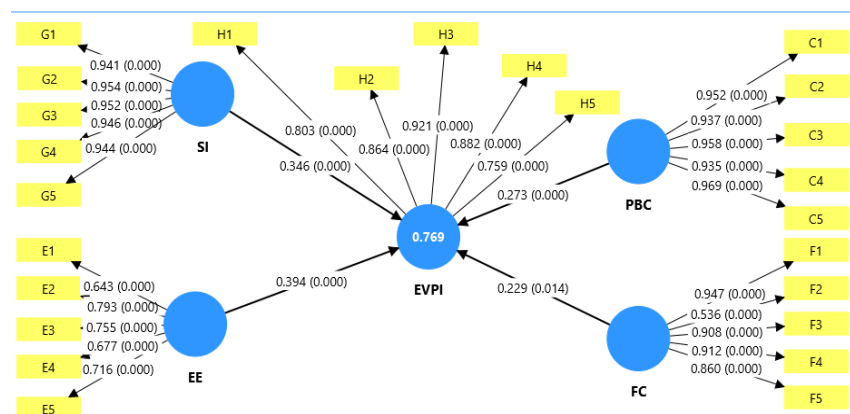 G1
G2
G3
G4
G5
0.941 (0.000)
0.954 (0.000)
0.952 (0.000)
0.946 (0.000)
0.944 (0.000)
SI
0.346 (0.000)
H1
H2
H3
H4
H5
0.803 (0.000)
0.864 (0.000)
0.921 (0.000)
0.882 (0.000)
0.759 (0.000)
0.769
EVPI
C1
C2
C3
C4
C5
0.952 (0.000)
0.937 (0.000)
0.958 (0.000)
0.935 (0.000)
0.969 (0.000)
PBC
0.273 (0.000)
E1
E2
E3
E4
E5
0.643 (0.000)
0.793 (0.000)
0.755 (0.000)
0.677 (0.000)
0.716 (0.000)
EE
0.394 (0.000)
F1
F2
F3
F4
F5
0.947 (0.000)
0.536 (0.000)
0.908 (0.000)
0.912 (0.000)
0.860 (0.000)
FC
0.229 (0.014)